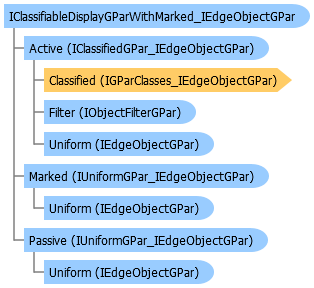 IClassifiableDisplayGParWithMarked_IEdgeObjectGPar
Active (IClassifiedGPar_IEdgeObjectGPar)
Classified (IGParClasses_IEdgeObjectGPar)
Filter (IObjectFilterGPar)
Uniform (IEdgeObjectGPar)
Marked (IUniformGPar_IEdgeObjectGPar)
Uniform (IEdgeObjectGPar)
Passive (IUniformGPar_IEdgeObjectGPar)
Uniform (IEdgeObjectGPar)